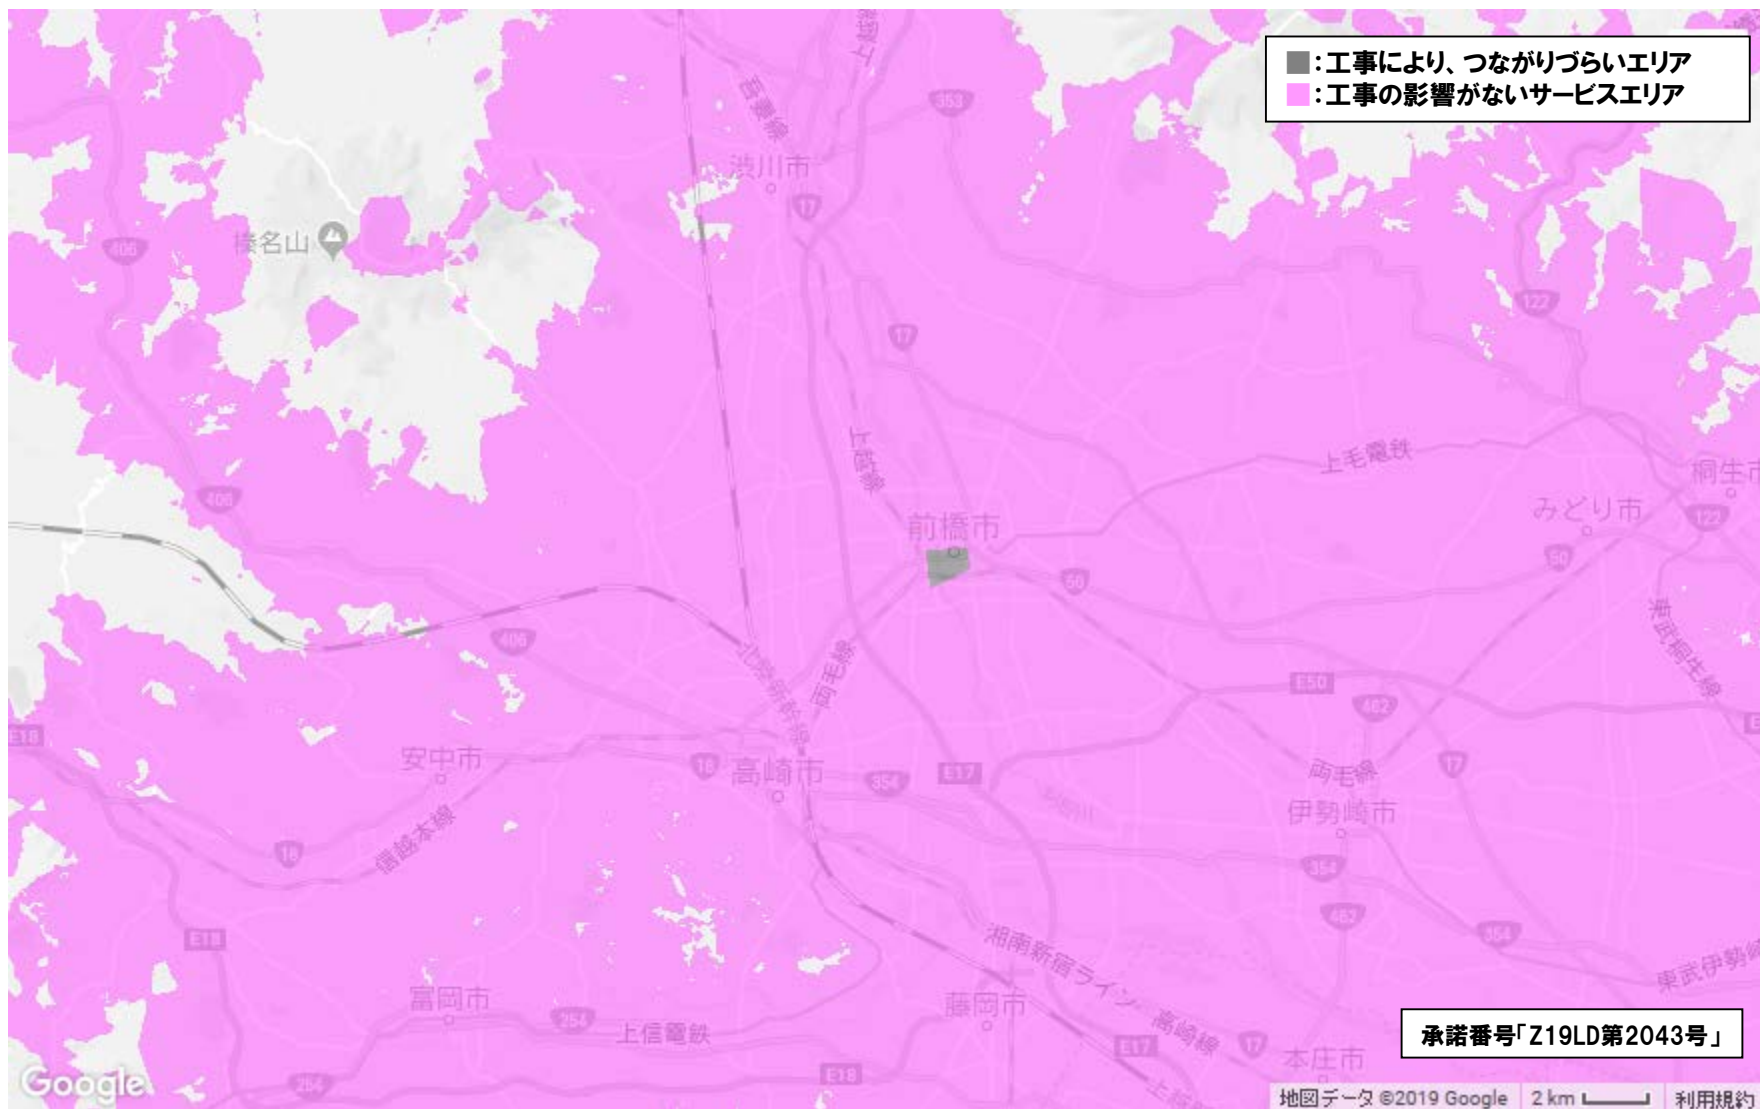 ■:工事により、つながりづらいエリア
■:工事の影響がないサービスエリア
吾妻線
上越線
353
渋川市
17
榛名山
406
122
17
上越線
上毛電鉄
桐生市
406
みどり市
122
前橋市
50
50
東武桐生線
406
両毛線
北陸新幹線
E50
462
E18
安中市
18
高崎市
354
E17
両毛線
17
伊勢崎市
信越本線
18
354
462
354
E18
湘南新宿ライン
東武伊勢崎
富岡市
254
上信電鉄
藤岡市
高崎線
承諾番号「Z19LD第2043号」
E17
17
本庄市
254
E18
上越
Google
地図データ ©2019 Google
2 km
利用規約